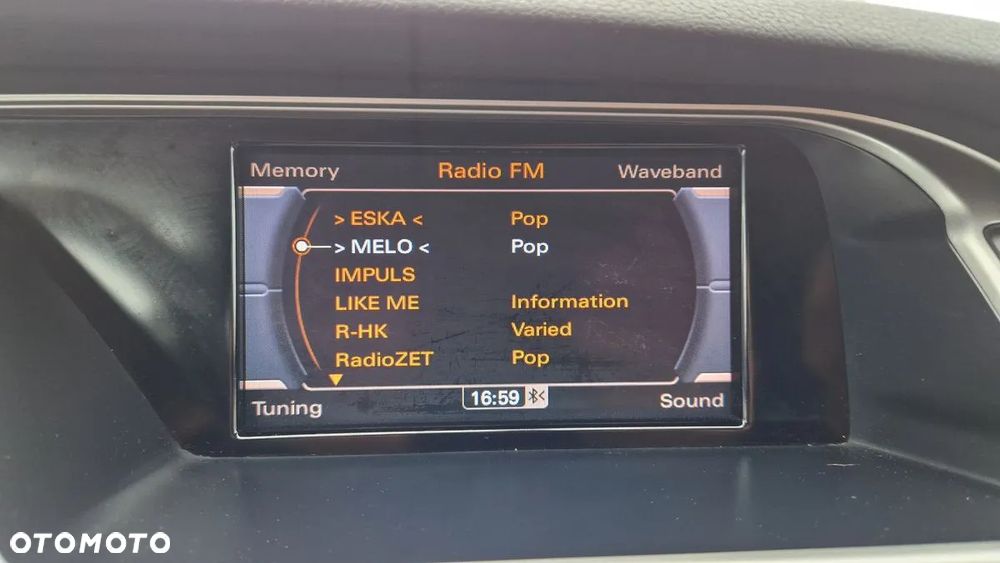 Memory Radio FM Waveband
> ESKA < Pop
> MELO < Pop
IMPULS
LIKE ME Information
R-HK Varied
RadioZET Pop
Tuning 16:59 Sound
OTOMOTO